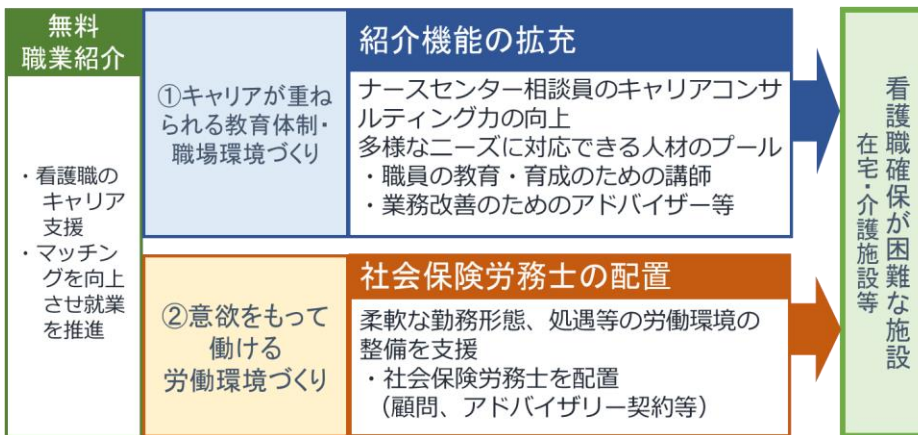 無料
職業紹介
・看護職の
キャリア
支援
・マッチン
グを向上
させ就業
を推進
①キャリアが重ね
られる教育体制・
職場環境づくり
紹介機能の拡充
ナースセンター相談員のキャリアコンサ
ルティング力の向上
多様なニーズに対応できる人材のプール
・職員の教育・育成のための講師
・業務改善のためのアドバイザー等
②意欲をもって
働ける
労働環境づくり
社会保険労務士の配置
柔軟な勤務形態、処遇等の労働環境の
整備を支援
・社会保険労務士を配置
（顧問、アドバイザリー契約等）
看護職確保が困難な施設
在宅・介護施設等